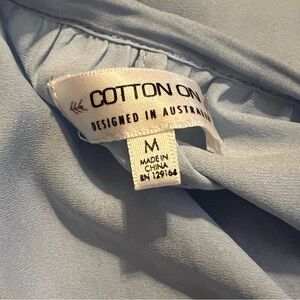 COTTON ON
DESIGNED IN AUSTRALIA
M
MADE IN
CHINA
RN 129164